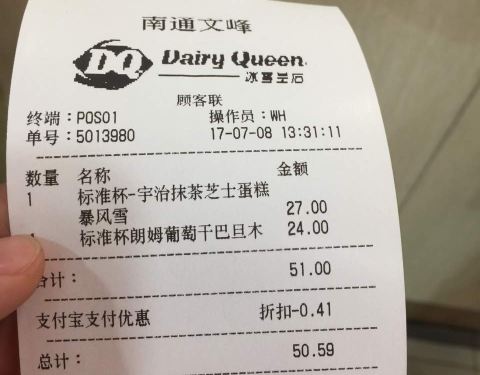 南通文峰
DQ Dairy Queen
冰雪皇后
顾客联
终端：POS01 操作员：WH
单号：5013980 17-07-08 13:31:11
数量 名称 金额
1 标准杯-宇治抹茶芝士蛋糕
暴风雪 27.00
标准杯朗姆葡萄干巴旦木 24.00
合计： 51.00
支付宝支付优惠 折扣-0.41
总计： 50.59